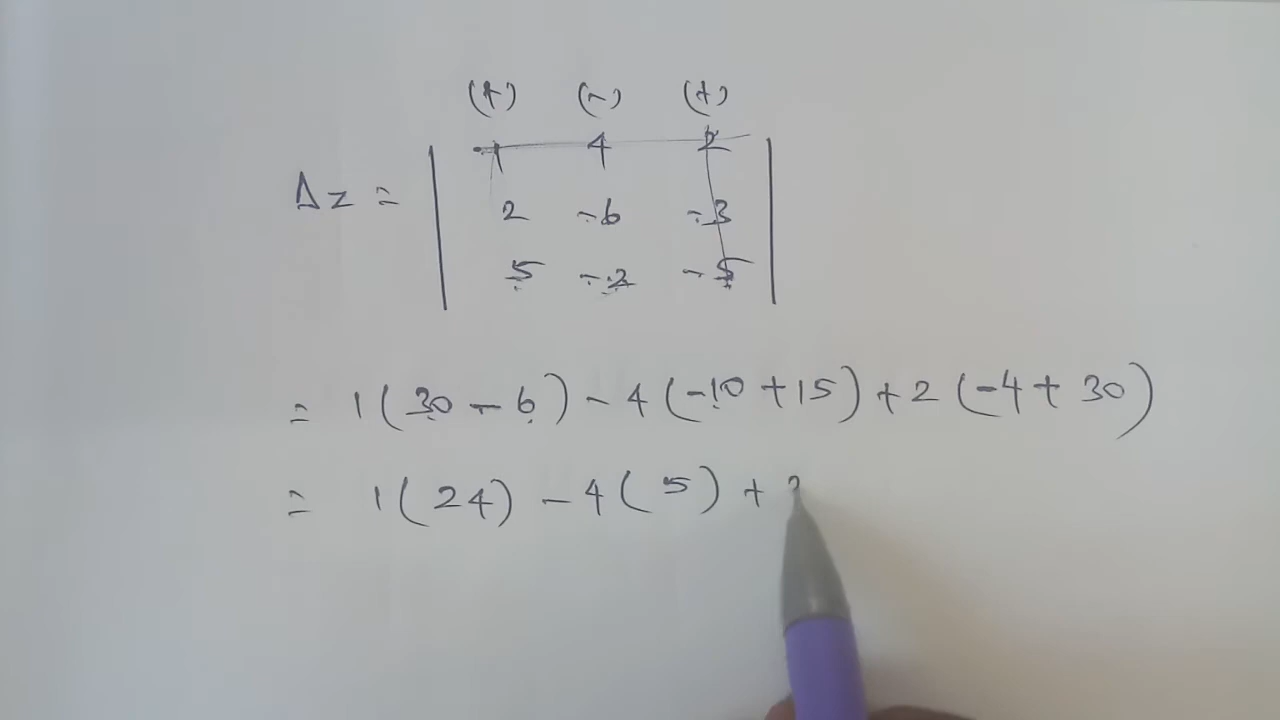 (+) (-) (+)
Δz = | 1 4 2 |
| 2 -6 -3 |
| 5 -2 -5 |
= 1(30 - 6) - 4(-10 + 15) + 2(-4 + 30)
= 1(24) - 4(5) +